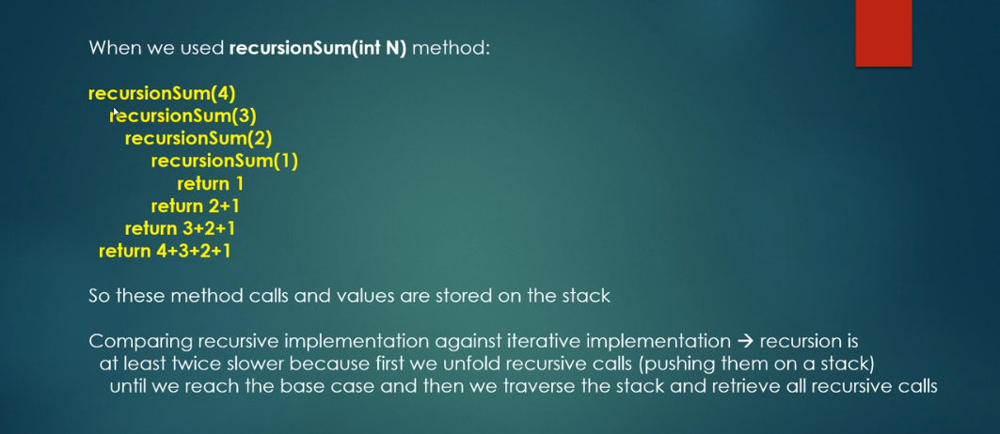 When we used recursionSum(int N) method:
recursionSum(4)
recursionSum(3)
recursionSum(2)
recursionSum(1)
return 1
return 2+1
return 3+2+1
return 4+3+2+1
So these method calls and values are stored on the stack
Comparing recursive implementation against iterative implementation → recursion is
at least twice slower because first we unfold recursive calls (pushing them on a stack)
until we reach the base case and then we traverse the stack and retrieve all recursive calls